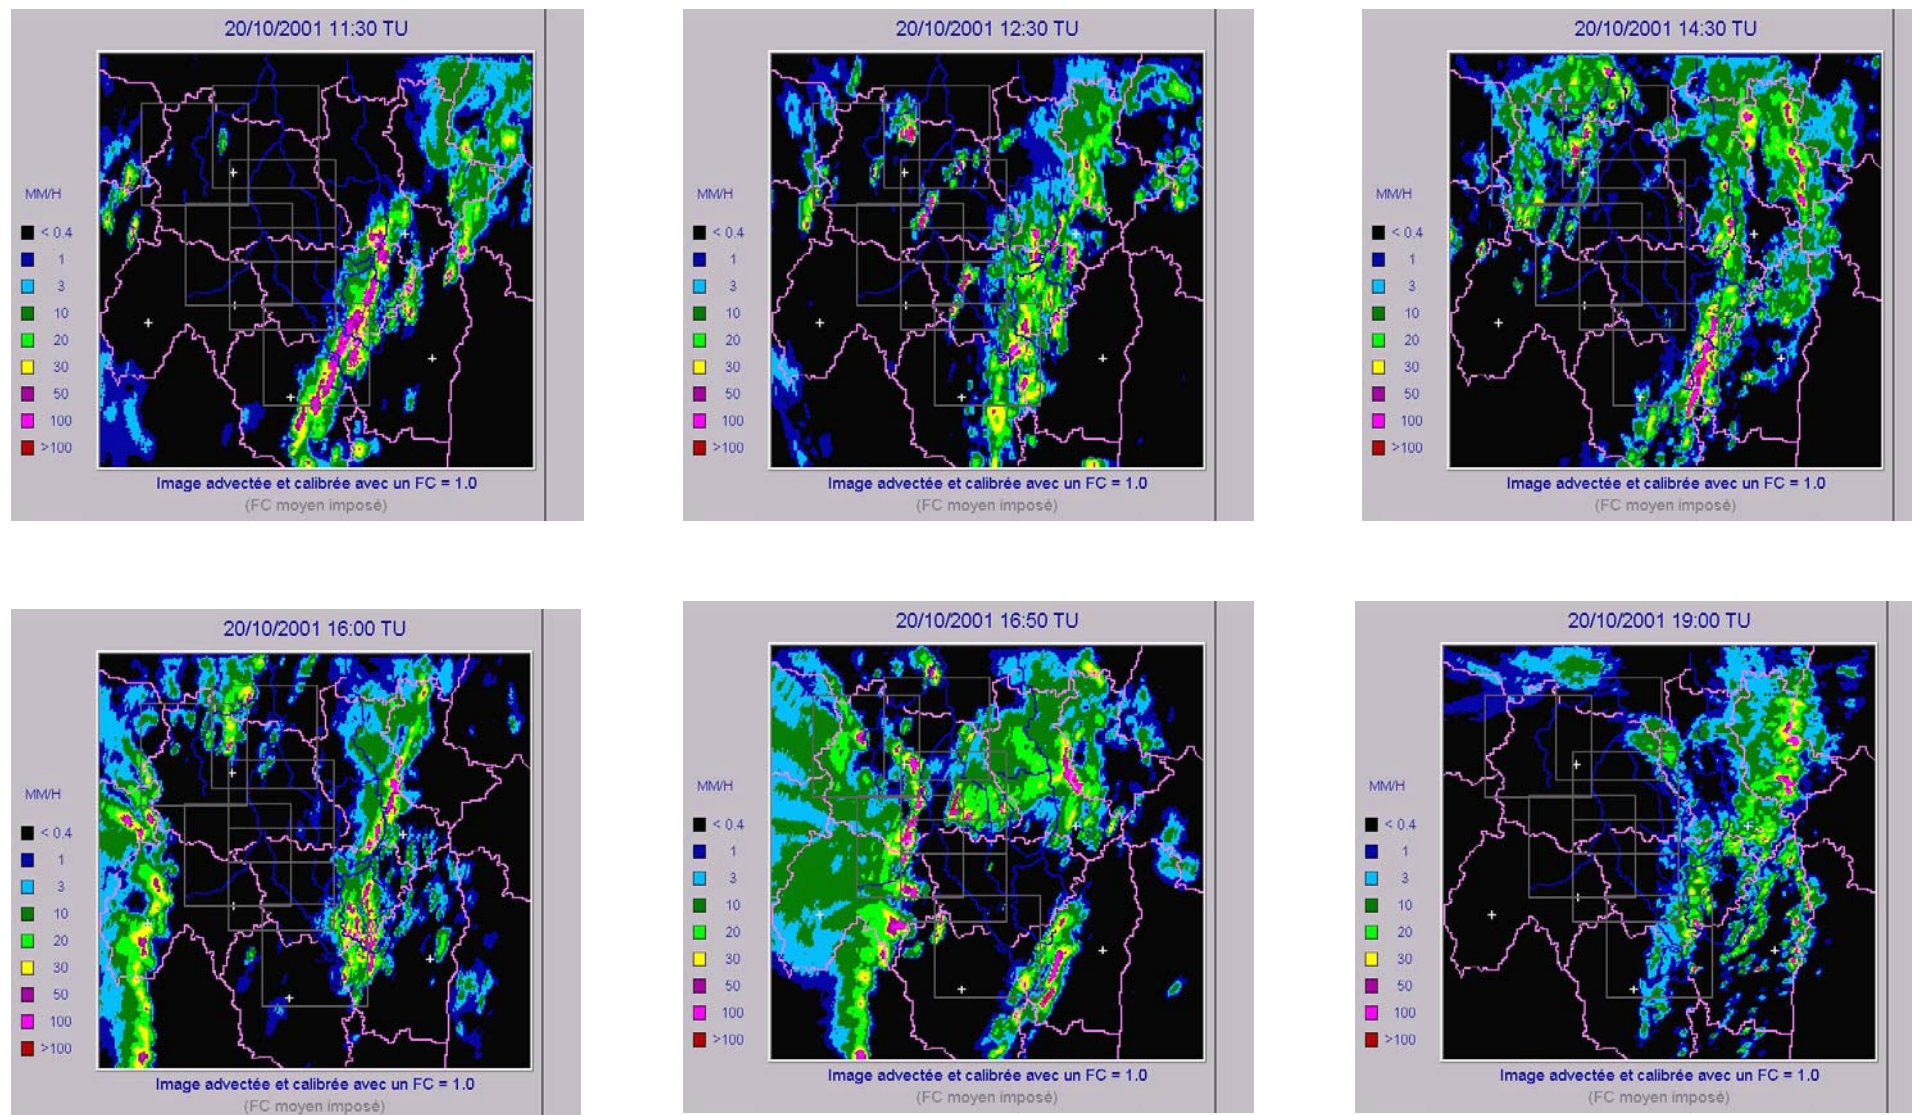 20/10/2001 11:30 TU
MM/H
< 0.4
1
3
10
20
30
50
100
>100
Image advectée et calibrée avec un FC = 1.0
(FC moyen imposé)
20/10/2001 12:30 TU
MM/H
< 0.4
1
3
10
20
30
50
100
>100
Image advectée et calibrée avec un FC = 1.0
(FC moyen imposé)
20/10/2001 14:30 TU
MM/H
< 0.4
1
3
10
20
30
50
100
>100
Image advectée et calibrée avec un FC = 1.0
(FC moyen imposé)
20/10/2001 16:00 TU
MM/H
< 0.4
1
3
10
20
30
50
100
>100
Image advectée et calibrée avec un FC = 1.0
(FC moyen imposé)
20/10/2001 16:50 TU
MM/H
< 0.4
1
3
10
20
30
50
100
>100
Image advectée et calibrée avec un FC = 1.0
(FC moyen imposé)
20/10/2001 19:00 TU
MM/H
< 0.4
1
3
10
20
30
50
100
>100
Image advectée et calibrée avec un FC = 1.0
(FC moyen imposé)